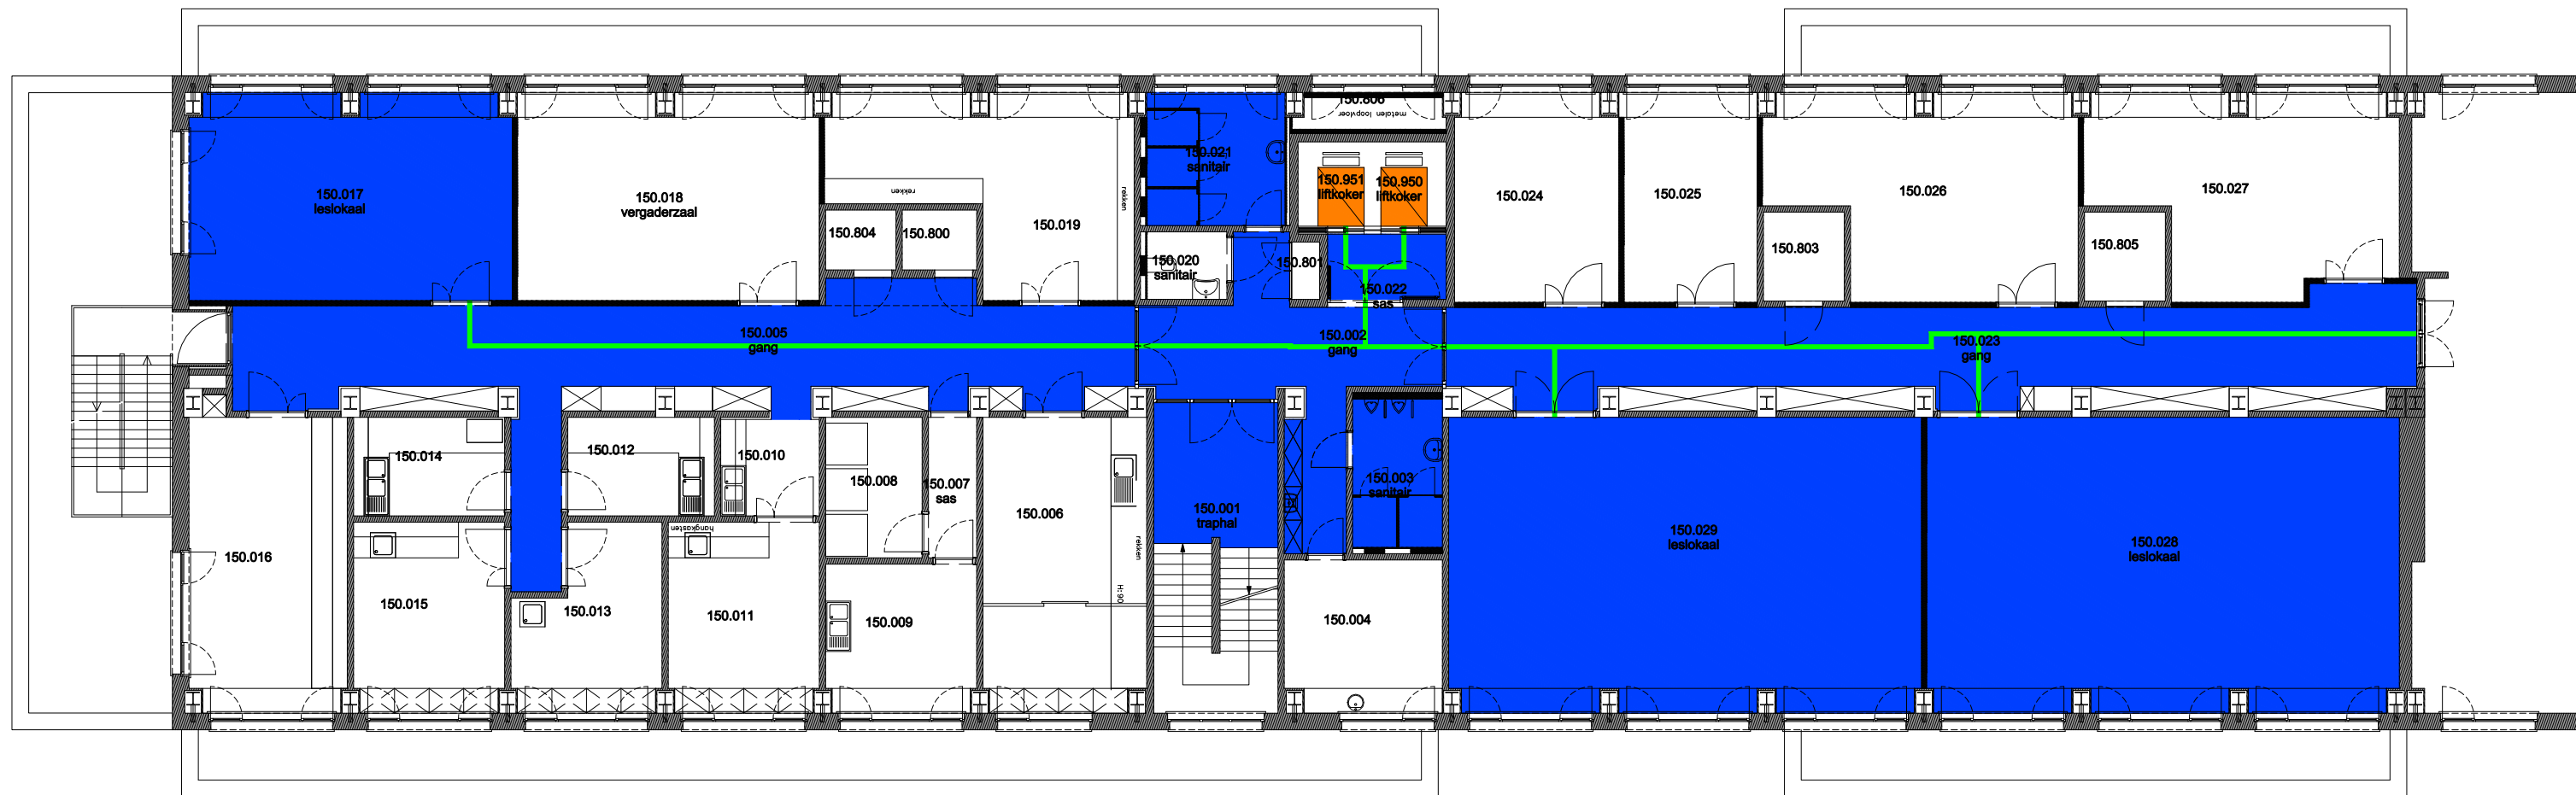 150.806
metalen loopvloer
150.021
sanitair
150.951
liftkoker
150.950
liftkoker
150.017
leslokaal
150.018
vergaderzaal
rekken
rekken
150.019
150.804
150.800
150.024
150.025
150.026
150.027
150.020
sanitair
150.801
150.803
150.805
150.022
sas
150.005
gang
150.002
gang
150.023
gang
150.014
150.012
150.010
150.008
150.007
sas
150.006
150.003
sanitair
150.001
traphal
hangkasten
rekken
150.016
150.029
leslokaal
150.028
leslokaal
150.015
150.013
150.011
150.009
H:90
150.004